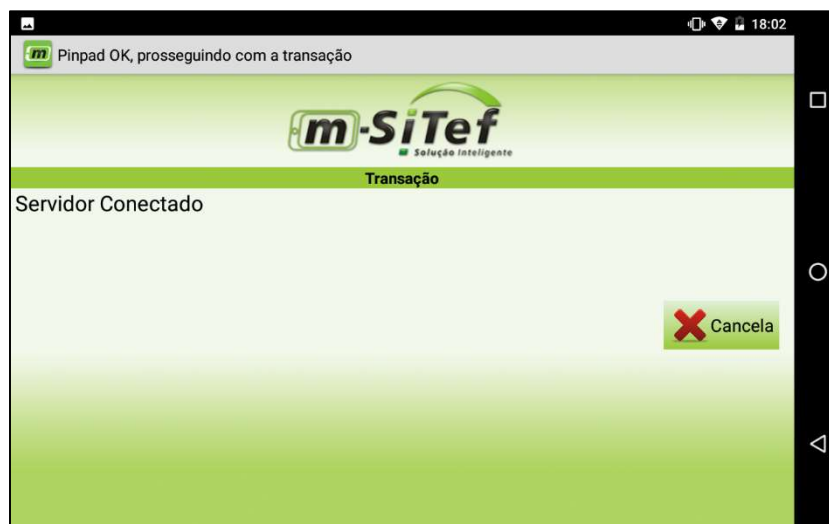 18:02
m Pinpad OK, prosseguindo com a transação
m-SiTef
Solução Inteligente
Transação
Servidor Conectado
Cancela